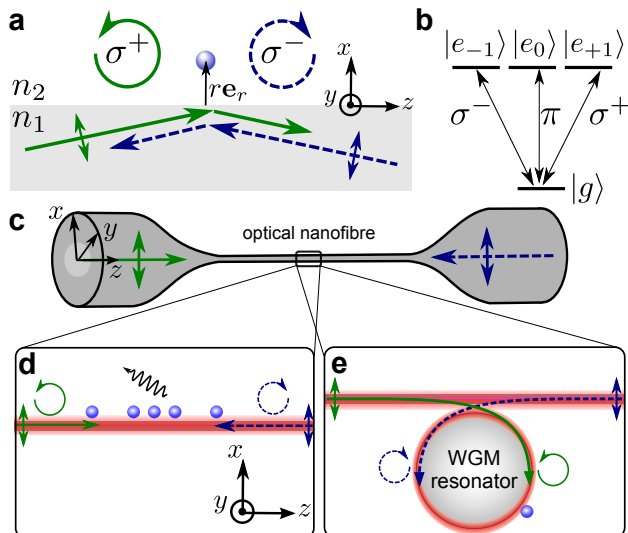 a
σ⁺
σ⁻
n₂
n₁
r𝐞ᵣ
x
y
z
b
|e₋₁⟩ |e₀⟩ |e₊₁⟩
σ⁻
π
σ⁺
|g⟩
c
x
y
z
optical nanofibre
d
x
y
z
e
WGM
resonator